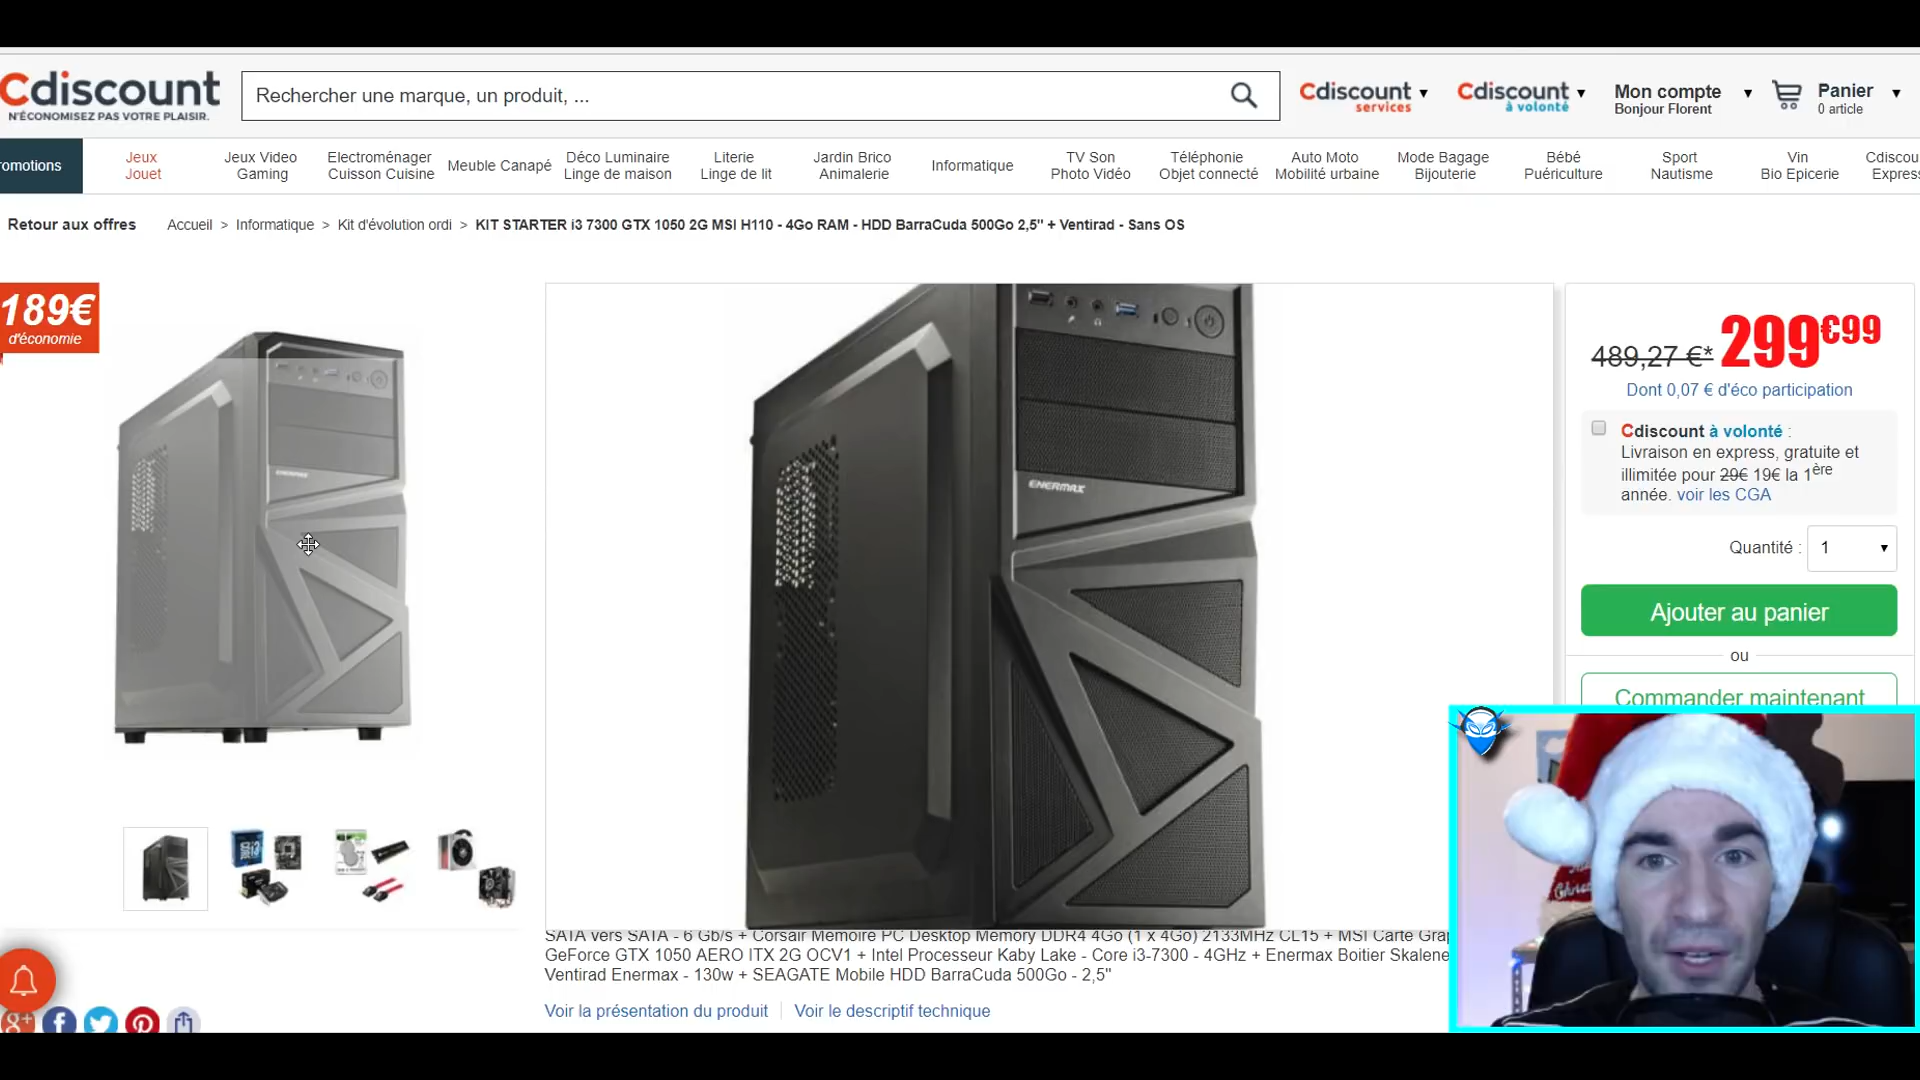 Cdiscount
N'ÉCONOMISEZ PAS VOTRE PLAISIR.
Rechercher une marque, un produit, ...
Cdiscount services
Cdiscount à volonté
Mon compte
Bonjour Florent
Panier
0 article
romotions
Jeux Jouet
Jeux Video Gaming
Electroménager Cuisson Cuisine
Meuble Canapé
Déco Luminaire Linge de maison
Literie Linge de lit
Jardin Brico Animalerie
Informatique
TV Son Photo Vidéo
Téléphonie Objet connecté
Auto Moto Mobilité urbaine
Mode Bagage Bijouterie
Bébé Puériculture
Sport Nautisme
Vin Bio Epicerie
Cdiscou Express
Retour aux offres
Accueil > Informatique > Kit d'évolution ordi > KIT STARTER i3 7300 GTX 1050 2G MSI H110 - 4Go RAM - HDD BarraCuda 500Go 2,5" + Ventirad - Sans OS
189€
d'économie
ENERMAX
ENERMAX
489,27 €* 299€99
Dont 0,07 € d'éco participation
Cdiscount à volonté :
Livraison en express, gratuite et
illimitée pour 29€ 19€ la 1ère
année. voir les CGA
Quantité : 1
Ajouter au panier
ou
Commander maintenant
SATA vers SATA - 6 Gb/s + Corsair Mémoire PC Desktop Memory DDR4 4Go (1 x 4Go) 2133MHz CL15 + MSI Carte Gra
GeForce GTX 1050 AERO ITX 2G OCV1 + Intel Processeur Kaby Lake - Core i3-7300 - 4GHz + Enermax Boitier Skalene
Ventirad Enermax - 130w + SEAGATE Mobile HDD BarraCuda 500Go - 2,5"
Voir la présentation du produit
Voir le descriptif technique